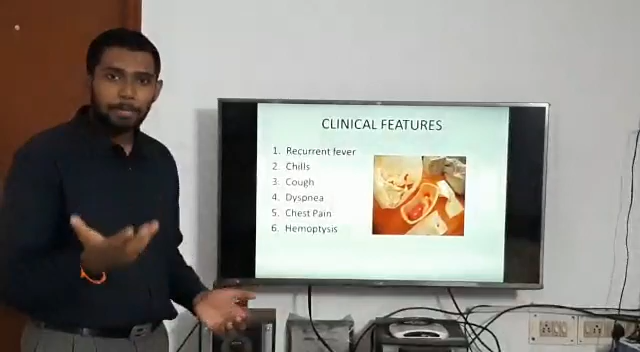 CLINICAL FEATURES
1. Recurrent fever
2. Chills
3. Cough
4. Dyspnea
5. Chest Pain
6. Hemoptysis